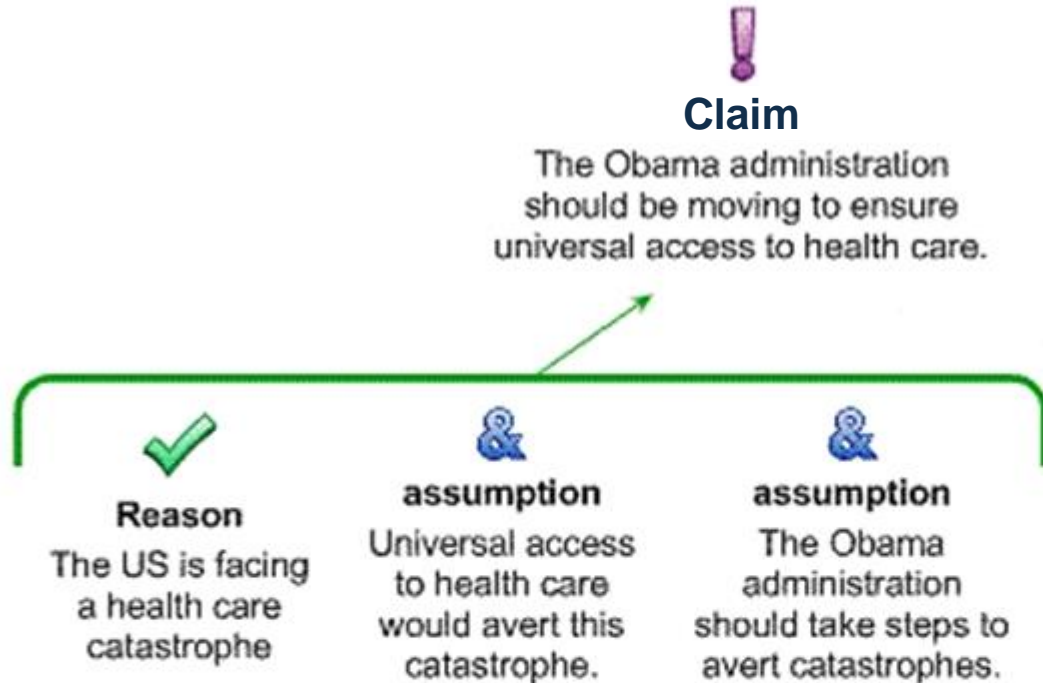 Claim
The Obama administration
should be moving to ensure
universal access to health care.
&
&
Reason
The US is facing
a health care
catastrophe
assumption
Universal access
to health care
would avert this
catastrophe.
assumption
The Obama
administration
should take steps to
avert catastrophes.